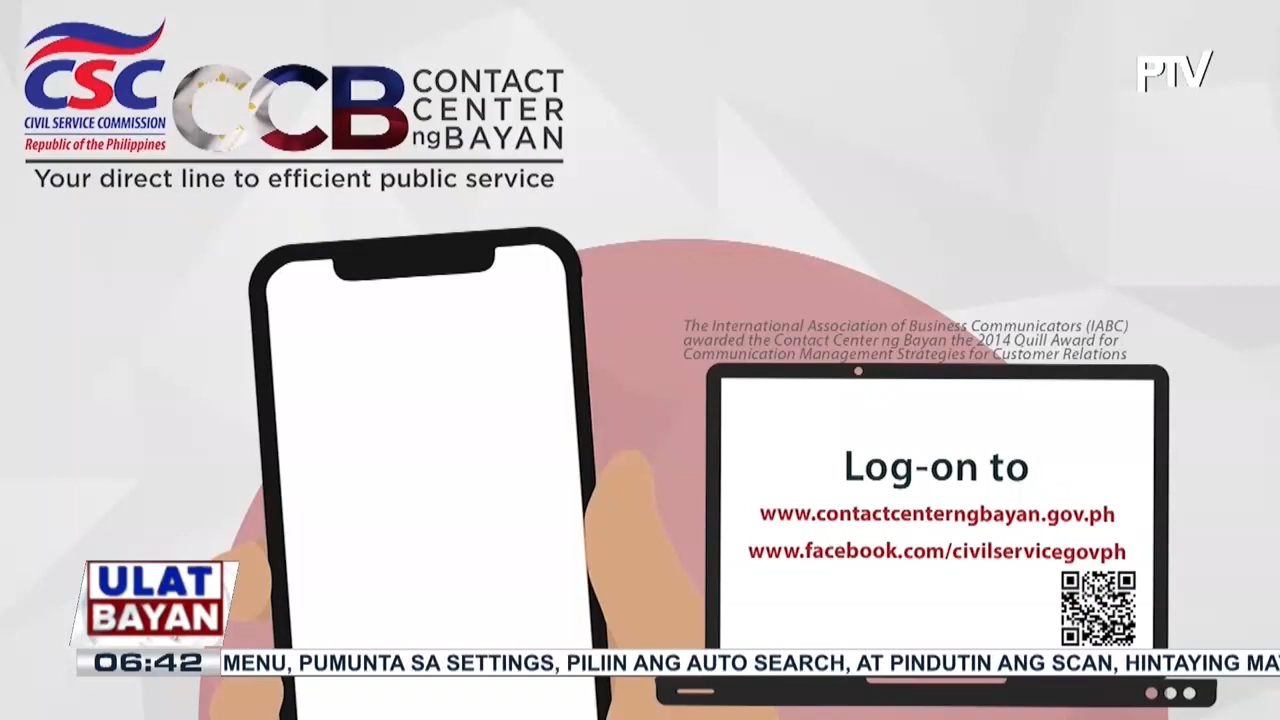 CSC
CIVIL SERVICE COMMISSION
Republic of the Philippines
CCB
CONTACT
CENTER
ng BAYAN
Your direct line to efficient public service
PTV
The International Association of Business Communicators (IABC)
awarded the Contact Center ng Bayan the 2014 Quill Award for
Communication Management Strategies for Customer Relations
Log-on to
www.contactcenterngbayan.gov.ph
www.facebook.com/civilservicegovph
ULAT
BAYAN
06:42
MENU, PUMUNTA SA SETTINGS, PILIIN ANG AUTO SEARCH, AT PINDUTIN ANG SCAN, HINTAYING MA